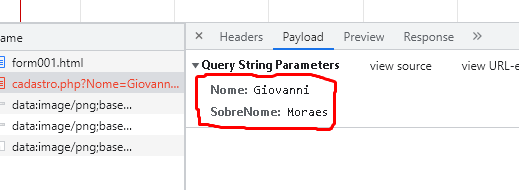 ame
form001.html
cadastro.php?Nome=Giovann...
data:image/png;base...
data:image/png;base...
data:image/png;base...
Headers Payload Preview Response »
▼ Query String Parameters view source view URL-e
Nome: Giovanni
SobreNome: Moraes